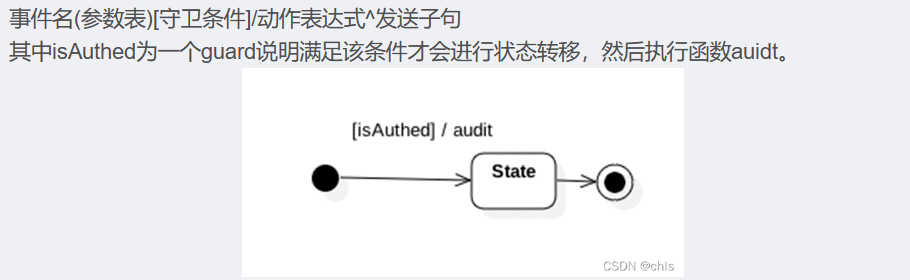 事件名(参数表)[守卫条件]/动作表达式^发送子句
其中isAuthed为一个guard说明满足该条件才会进行状态转移，然后执行函数auidt。
[isAuthed] / audit
State
CSDN @chls